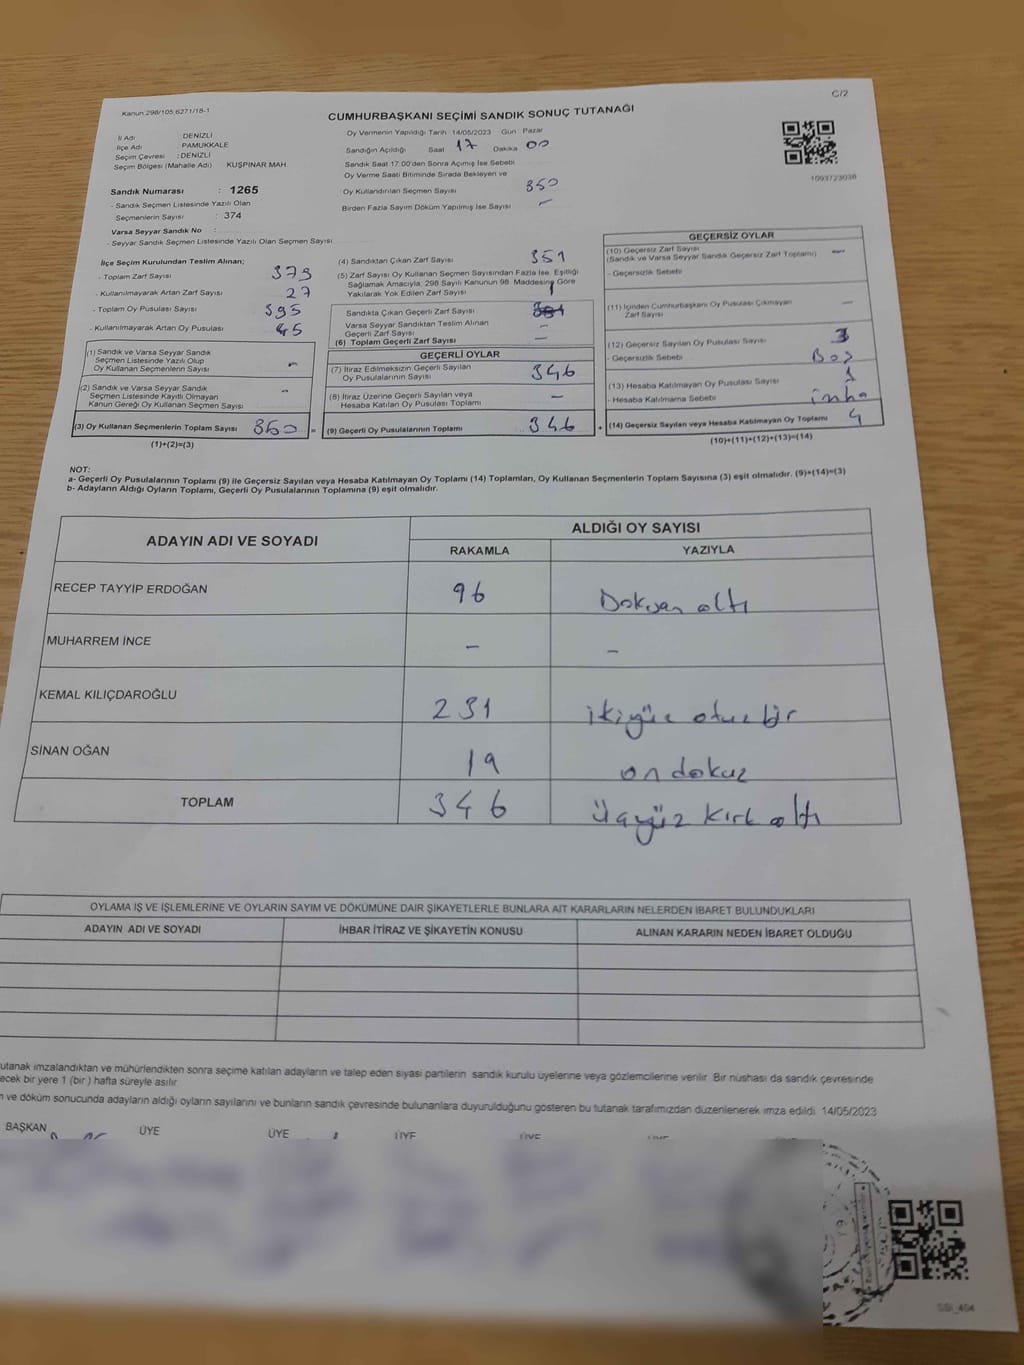 Kanun:298/105;6271/18-1
C/2
CUMHURBAŞKANI SEÇİMİ SANDIK SONUÇ TUTANAĞI
İl Adı DENİZLİ
İlçe Adı PAMUKKALE
Seçim Çevresi :DENİZLİ
Seçim Bölgesi (Mahalle Adı) KUŞPINAR MAH.
Sandık Numarası : 1265
- Sandık Seçmen Listesinde Yazılı Olan
Seçmenlerin Sayısı : 374
Varsa Seyyar Sandık No :
- Seyyar Sandık Seçmen Listesinde Yazılı Olan Seçmen Sayısı
Oy Vermenin Yapıldığı Tarih :14/05/2023 Gün Pazar
Sandığın Açıldığı Saat 17 Dakika 00
Sandık Saat 17.00'den Sonra Açılmış İse Sebebi
Oy Verme Saati Bitiminde Sırada Bekleyen ve
Oy Kullandırılan Seçmen Sayısı 350
Birden Fazla Sayım Döküm Yapılmış İse Sayısı –
1093723038
İlçe Seçim Kurulundan Teslim Alınan;
- Toplam Zarf Sayısı 379
- Kullanılmayarak Artan Zarf Sayısı 27
- Toplam Oy Pusulası Sayısı 395
- Kullanılmayarak Artan Oy Pusulası 45
(1) Sandık ve Varsa Seyyar Sandık
Seçmen Listesinde Yazılı Olup
Oy Kullanan Seçmenlerin Sayısı –
(2) Sandık ve Varsa Seyyar Sandık
Seçmen Listesinde Kayıtlı Olmayan
Kanun Gereği Oy Kullanan Seçmen Sayısı –
(3) Oy Kullanan Seçmenlerin Toplam Sayısı 350 =
(1)+(2)=(3)
(4) Sandıktan Çıkan Zarf Sayısı 351
(5) Zarf Sayısı Oy Kullanan Seçmen Sayısından Fazla İse, Eşitliği
Sağlamak Amacıyla, 298 Sayılı Kanunun 98. Maddesine Göre
Yakılarak Yok Edilen Zarf Sayısı 1
Sandıkta Çıkan Geçerli Zarf Sayısı
Varsa Seyyar Sandıktan Teslim Alınan
Geçerli Zarf Sayısı –
(6) Toplam Geçerli Zarf Sayısı –
GEÇERLİ OYLAR
(7) İtiraz Edilmeksizin Geçerli Sayılan
Oy Pusulalarının Sayısı 346
(8) İtiraz Üzerine Geçerli Sayılan veya
Hesaba Katılan Oy Pusulası Toplamı –
(9) Geçerli Oy Pusulalarının Toplamı 346 +
GEÇERSİZ OYLAR
(10) Geçersiz Zarf Sayısı
(Sandık ve Varsa Seyyar Sandık Geçersiz Zarf Toplamı) –
- Geçersizlik Sebebi
(11) İçinden Cumhurbaşkanı Oy Pusulası Çıkmayan
Zarf Sayısı –
(12) Geçersiz Sayılan Oy Pusulası Sayısı 3
- Geçersizlik Sebebi Boş
(13) Hesaba Katılmayan Oy Pusulası Sayısı 1
- Hesaba Katılmama Sebebi imha
(14) Geçersiz Sayılan veya Hesaba Katılmayan Oy Toplamı 4
(10)+(11)+(12)+(13)=(14)
NOT:
a- Geçerli Oy Pusulalarının Toplamı (9) ile Geçersiz Sayılan veya Hesaba Katılmayan Oy Toplamı (14) Toplamları, Oy Kullanan Seçmenlerin Toplam Sayısına (3) eşit olmalıdır. (9)+(14)=(3)
b- Adayların Aldığı Oyların Toplamı, Geçerli Oy Pusulalarının Toplamına (9) eşit olmalıdır.
ADAYIN ADI VE SOYADI
ALDIĞI OY SAYISI
RAKAMLA YAZIYLA
RECEP TAYYİP ERDOĞAN 96 Doksan altı
MUHARREM İNCE – –
KEMAL KILIÇDAROĞLU 231 ikiyüz otuz bir
SİNAN OĞAN 19 on dokuz
TOPLAM 346 üçyüz kırk altı
OYLAMA İŞ VE İŞLEMLERİNE VE OYLARIN SAYIM VE DÖKÜMÜNE DAİR ŞİKAYETLERLE BUNLARA AİT KARARLARIN NELERDEN İBARET BULUNDUKLARI
ADAYIN ADI VE SOYADI İHBAR İTİRAZ VE ŞİKAYETİN KONUSU ALINAN KARARIN NEDEN İBARET OLDUĞU
utanak imzalandıktan ve mühürlendikten sonra seçime katılan adayların ve talep eden siyasi partilerin sandık kurulu üyelerine veya gözlemcilerine verilir. Bir nüshası da sandık çevresinde
ecek bir yere 1 (bir) hafta süreyle asılır.
ve döküm sonucunda adayların aldığı oyların sayılarını ve bunların sandık çevresinde bulunanlara duyurulduğunu gösteren bu tutanak tarafımızdan düzenlenerek imza edildi. 14/05/2023
BAŞKAN ÜYE ÜYE ÜYE ÜYE ÜYE